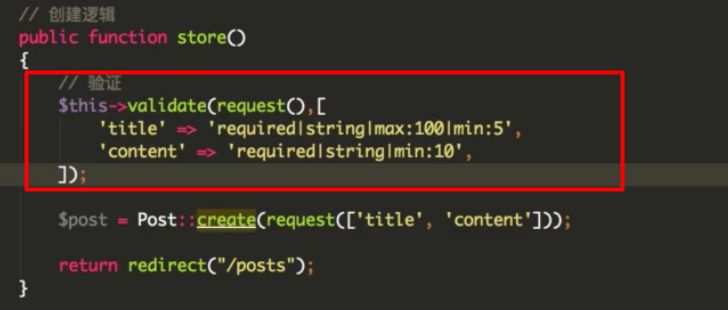 // 创建逻辑
public function store()
{
// 验证
$this->validate(request(),[
'title' => 'required|string|max:100|min:5',
'content' => 'required|string|min:10',
]);
$post = Post::create(request(['title', 'content']));
return redirect("/posts");
}